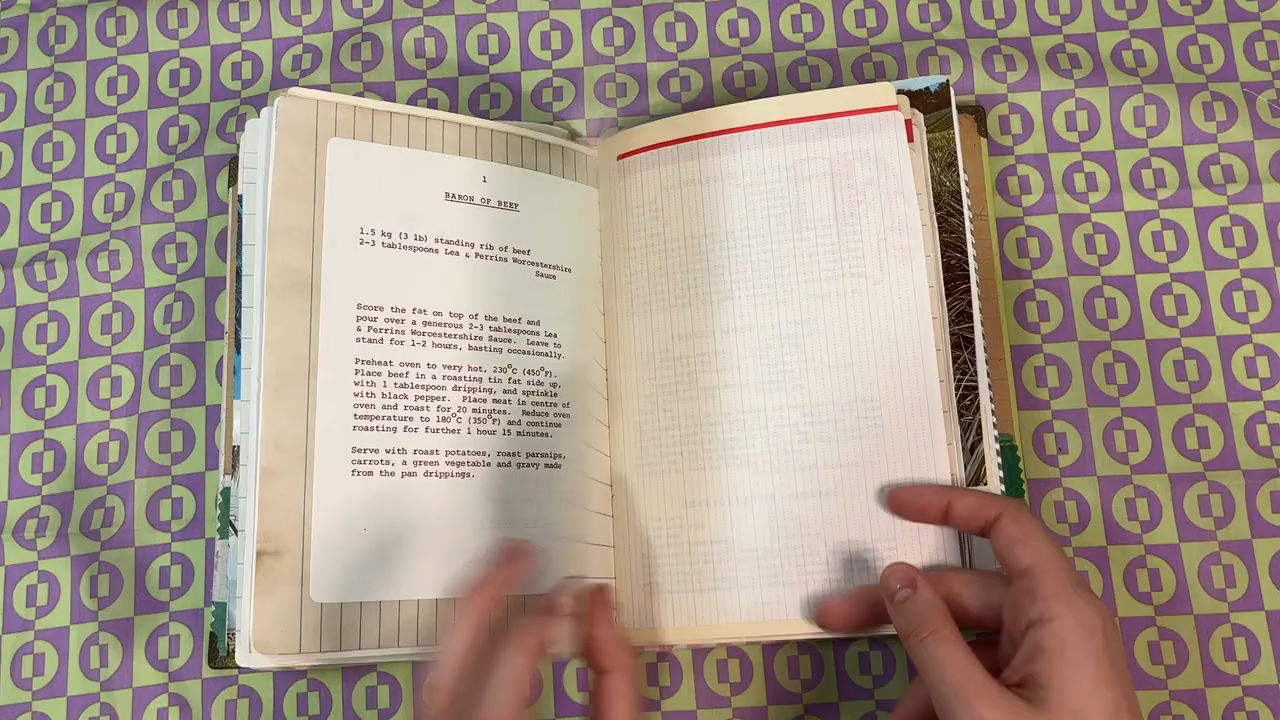 1
BARON OF BEEF
1.5 kg (3 lb) standing rib of beef
2-3 tablespoons Lea & Perrins Worcestershire
Sauce
Score the fat on top of the beef and
pour over a generous 2-3 tablespoons Lea
& Perrins Worcestershire Sauce. Leave to
stand for 1-2 hours, basting occasionally.
Preheat oven to very hot, 230°C (450°F).
Place beef in a roasting tin fat side up,
with 1 tablespoon dripping, and sprinkle
with black pepper. Place meat in centre of
oven and roast for 20 minutes. Reduce oven
temperature to 180°C (350°F) and continue
roasting for further 1 hour 15 minutes.
Serve with roast potatoes, roast parsnips,
carrots, a green vegetable and gravy made
from the pan drippings.